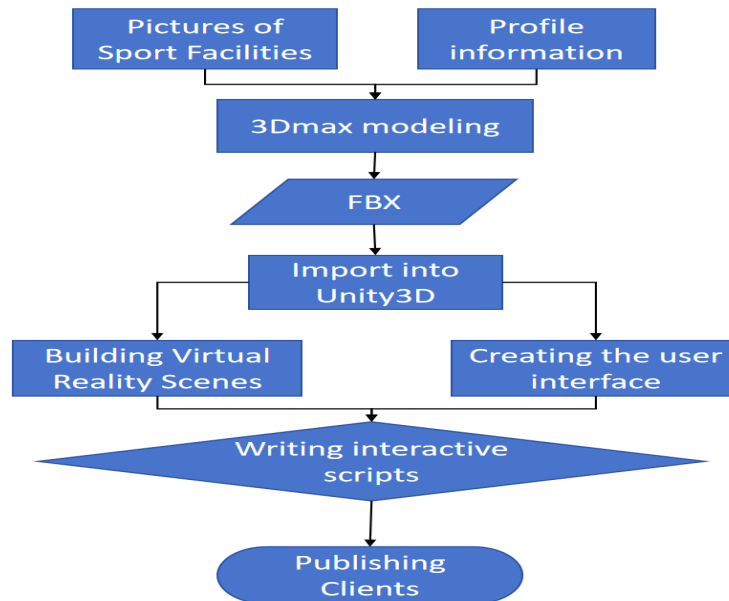 Pictures of
Sport Facilities
Profile
information
3Dmax modeling
FBX
Import into
Unity3D
Building Virtual
Reality Scenes
Creating the user
interface
Writing interactive
scripts
Publishing
Clients